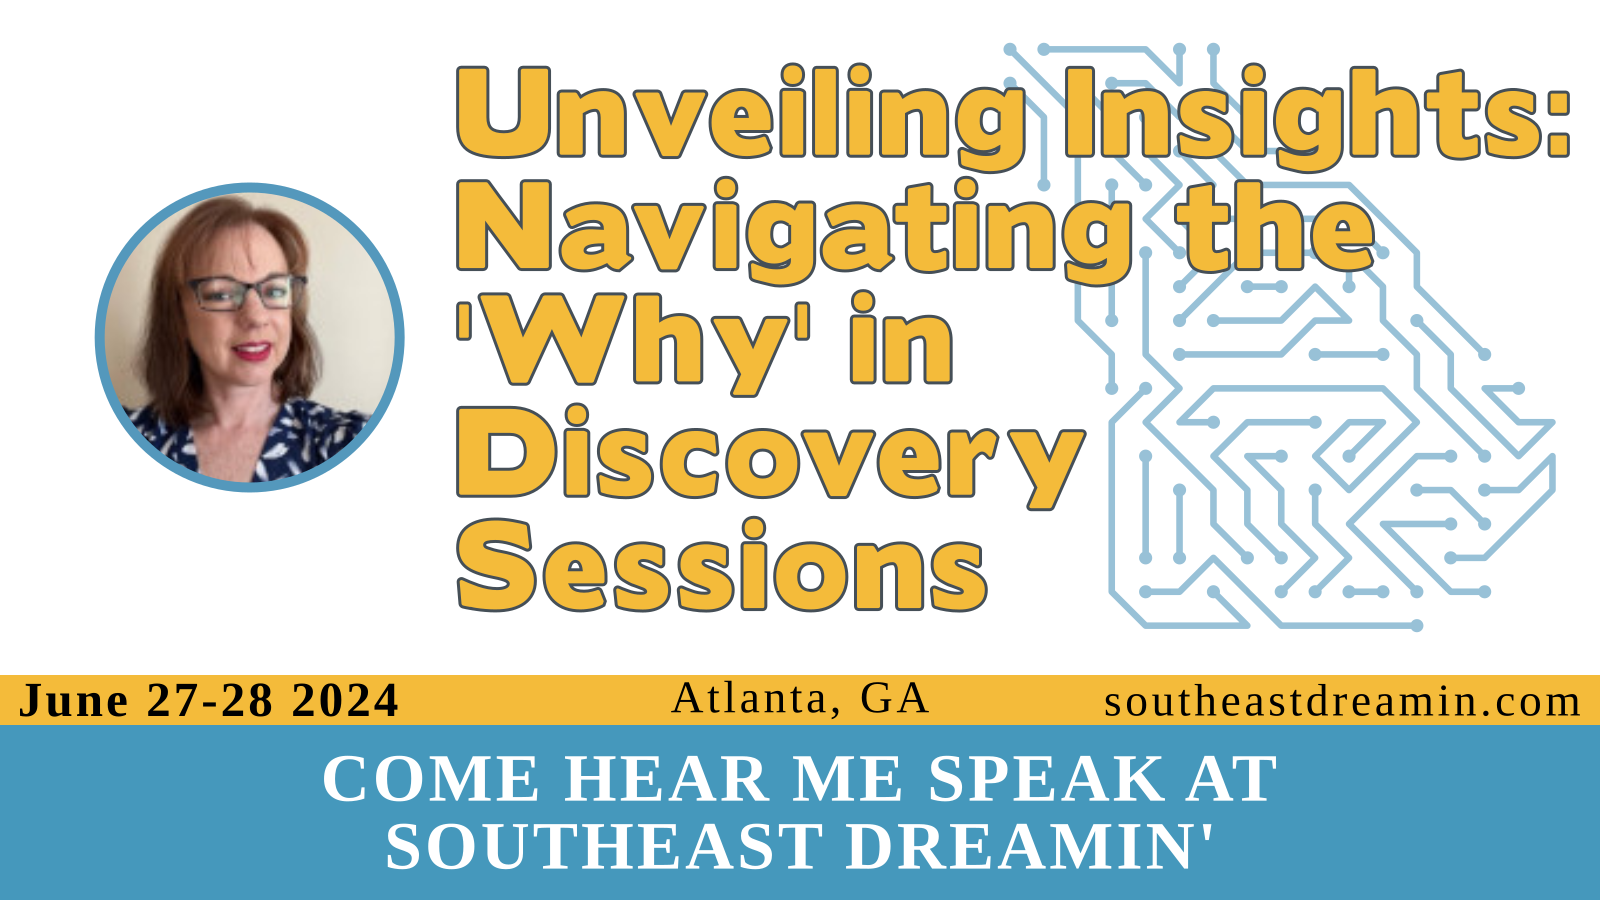 Unveiling Insights:
Navigating the
'Why' in
Discovery
Sessions
June 27-28 2024
Atlanta, GA
southeastdreamin.com
COME HEAR ME SPEAK AT
SOUTHEAST DREAMIN'